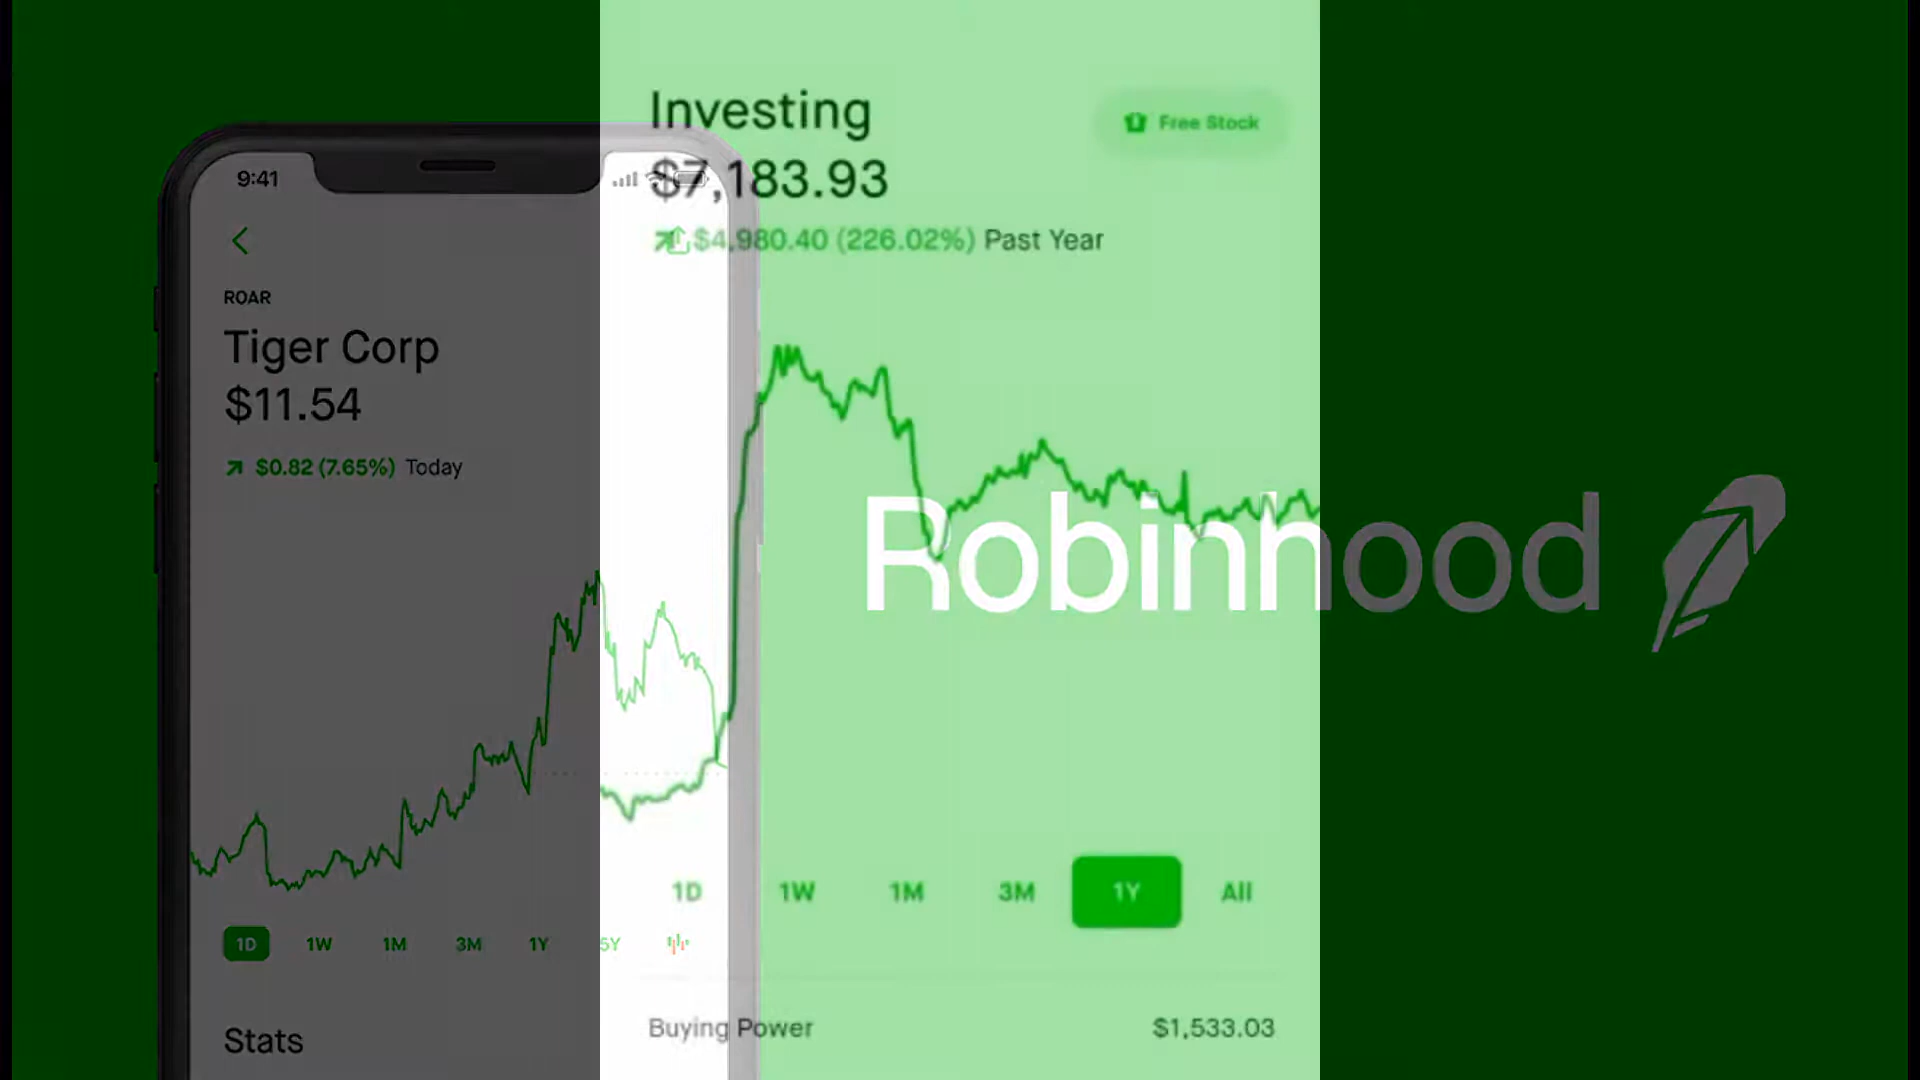 9:41
ROAR
Tiger Corp
$11.54
$0.82 (7.65%) Today
1D 1W 1M 3M 1Y 5Y
Stats
Investing
$7,183.93
Free Stock
$4,980.40 (226.02%) Past Year
Robinhood
1D 1W 1M 3M 1Y All
Buying Power $1,533.03